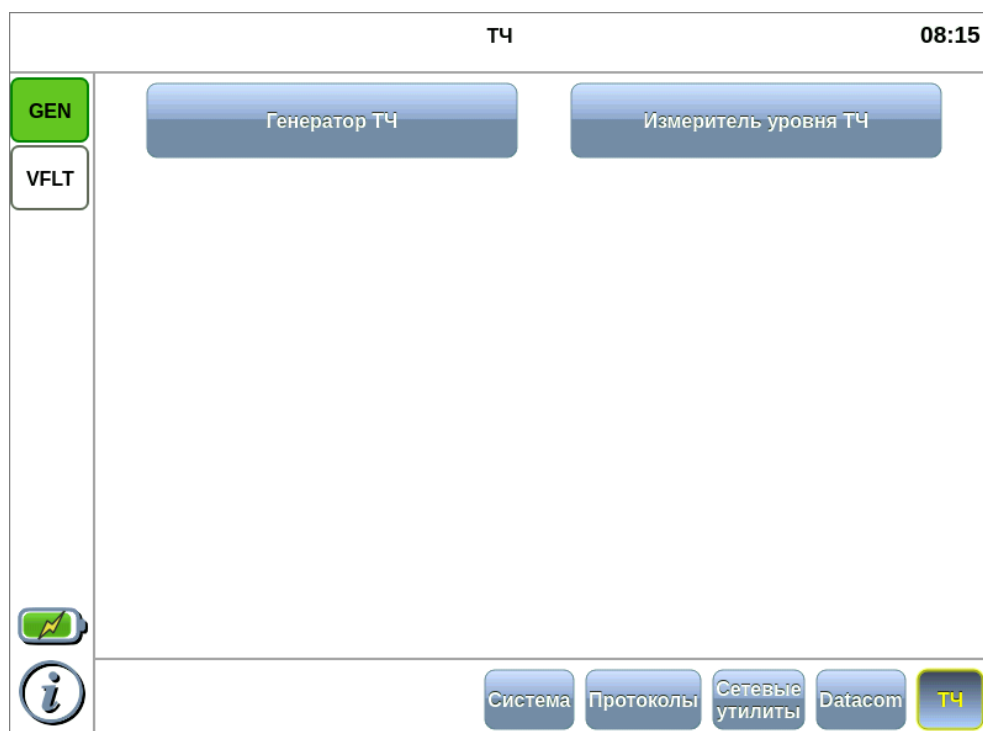 ТЧ
08:15
GEN
Генератор ТЧ
Измеритель уровня ТЧ
VFLT
i
Система
Протоколы
Сетевые
утилиты
Datacom
ТЧ